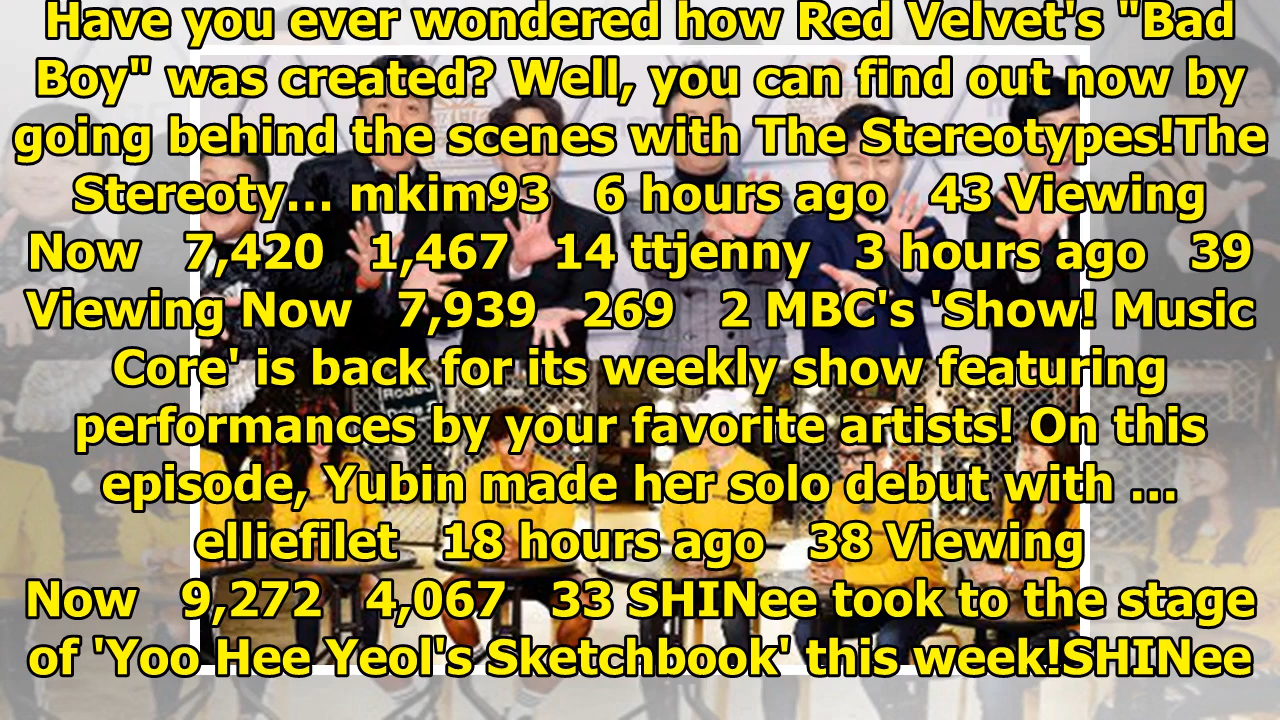 Have you ever wondered how Red Velvet's "Bad
Boy" was created? Well, you can find out now by
going behind the scenes with The Stereotypes!The
Stereoty... mkim93 6 hours ago 43 Viewing
Now 7,420 1,467 14 ttjenny 3 hours ago 39
Viewing Now 7,939 269 2 MBC's 'Show! Music
Core' is back for its weekly show featuring
performances by your favorite artists! On this
episode, Yubin made her solo debut with ...
elliefilet 18 hours ago 38 Viewing
Now 9,272 4,067 33 SHINee took to the stage
of 'Yoo Hee Yeol's Sketchbook' this week!SHINee